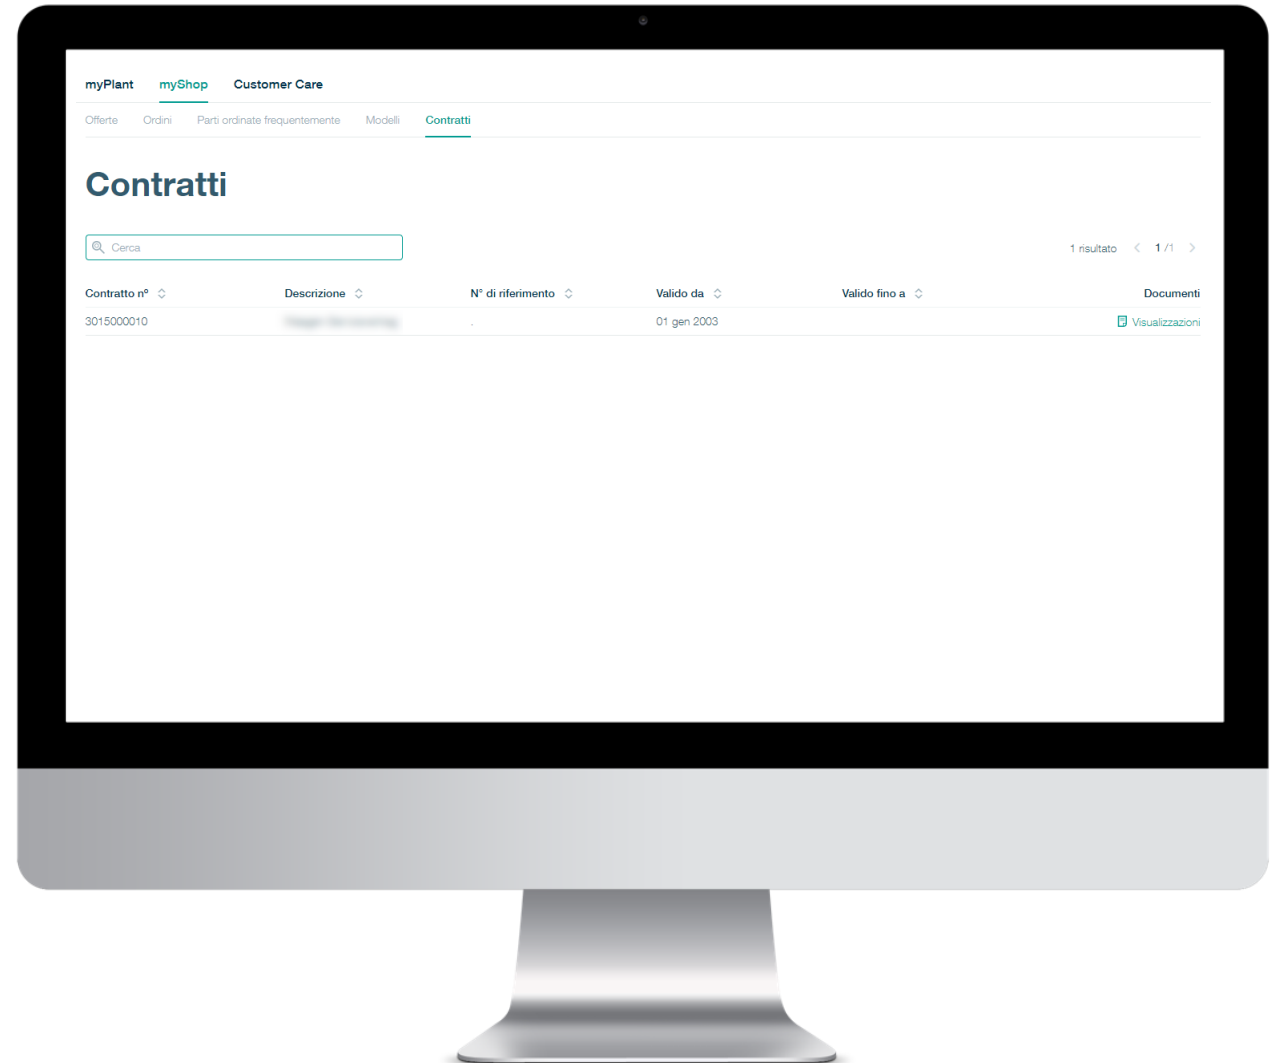 myPlant myShop Customer Care
Offerte Ordini Parti ordinate frequentemente Modelli Contratti
Contratti
Cerca
1 risultato < 1 /1 >
Contratto nº Descrizione N° di riferimento Valido da Valido fino a Documenti
3015000010 . 01 gen 2003 Visualizzazioni